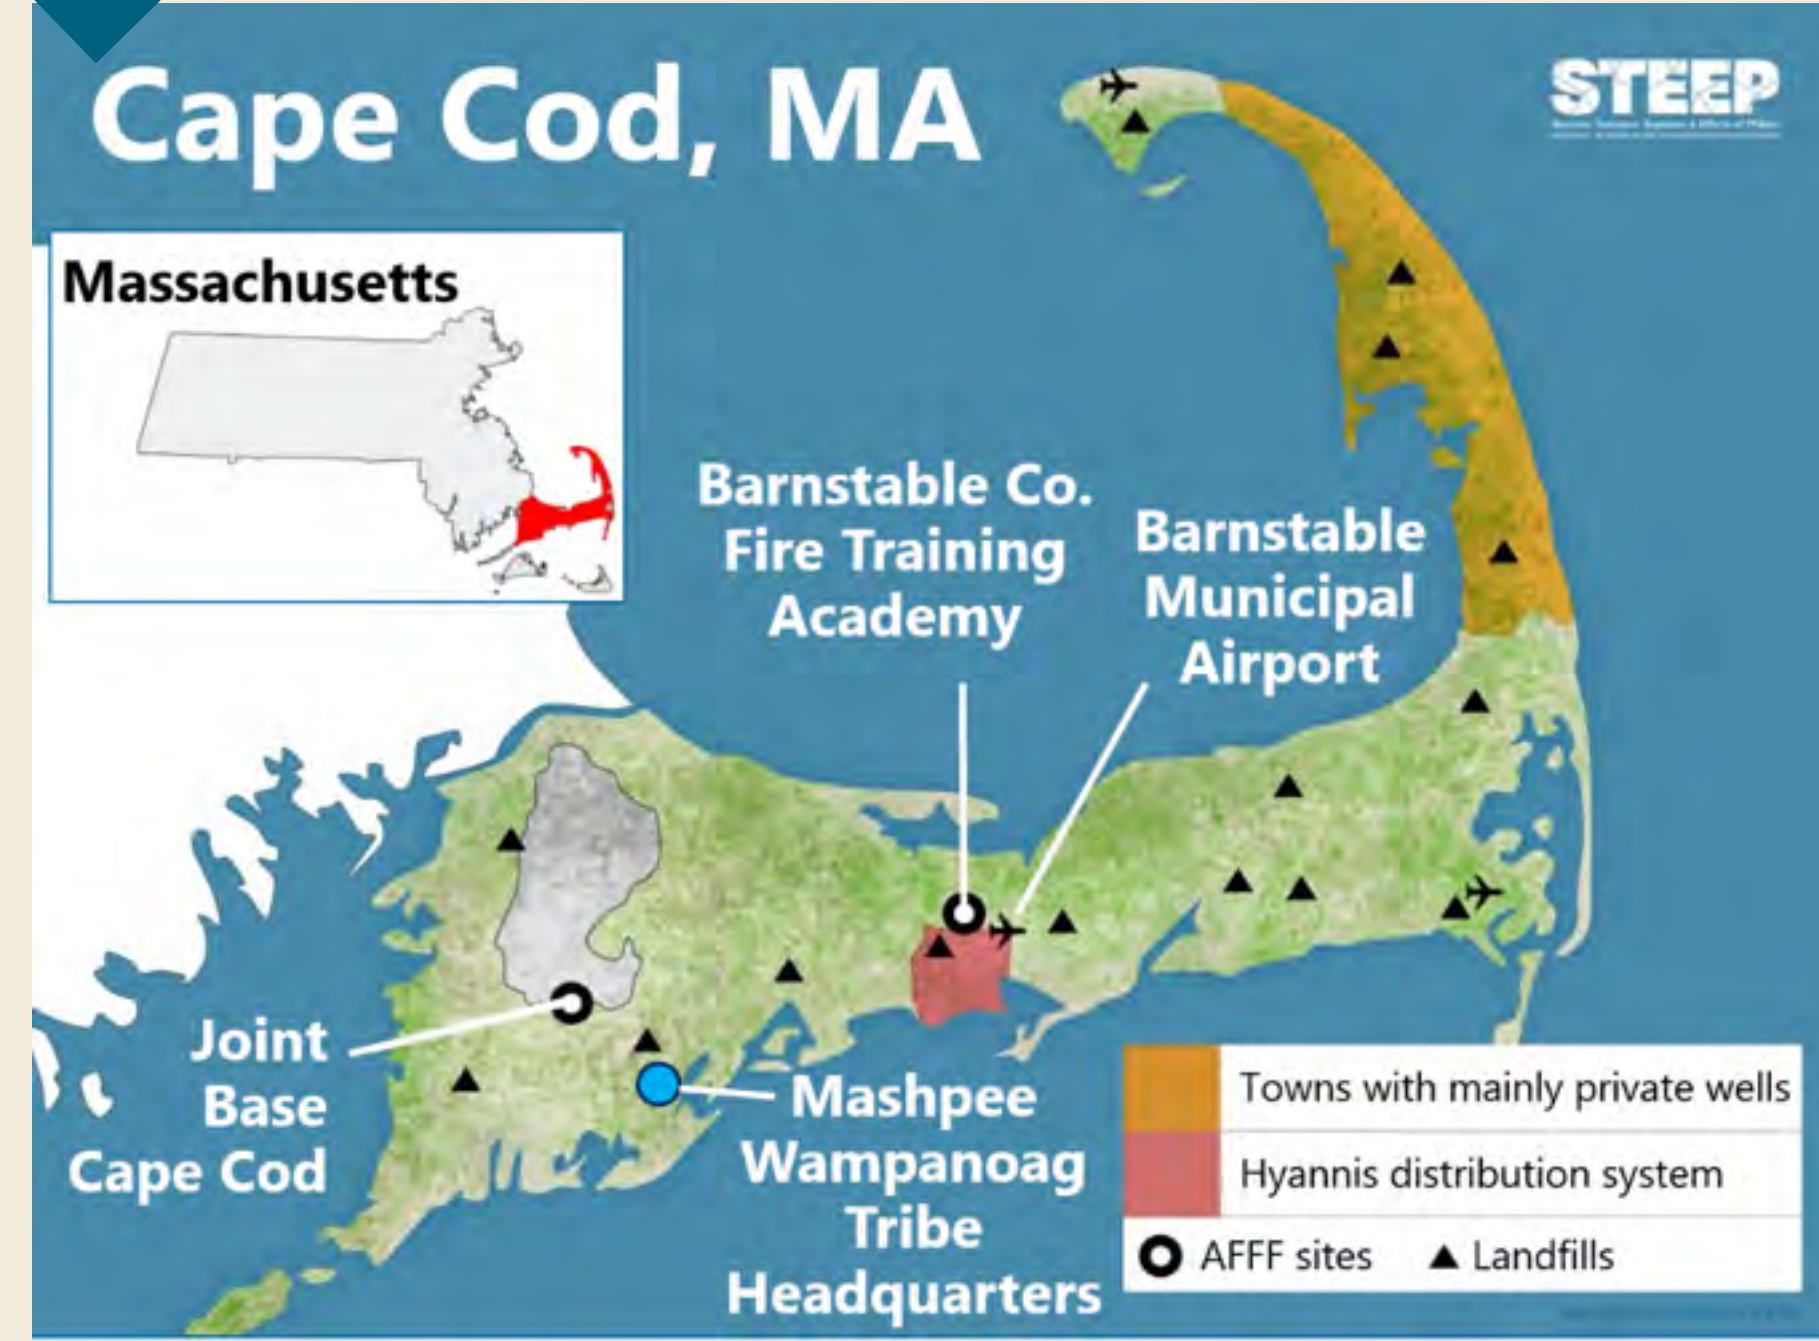 Cape Cod, MA
STEEP
Massachusetts
Barnstable Co.
Fire Training
Academy
Barnstable
Municipal
Airport
Joint
Base
Cape Cod
Mashpee
Wampanoag
Tribe
Headquarters
Towns with mainly private wells
Hyannis distribution system
AFFF sites
Landfills